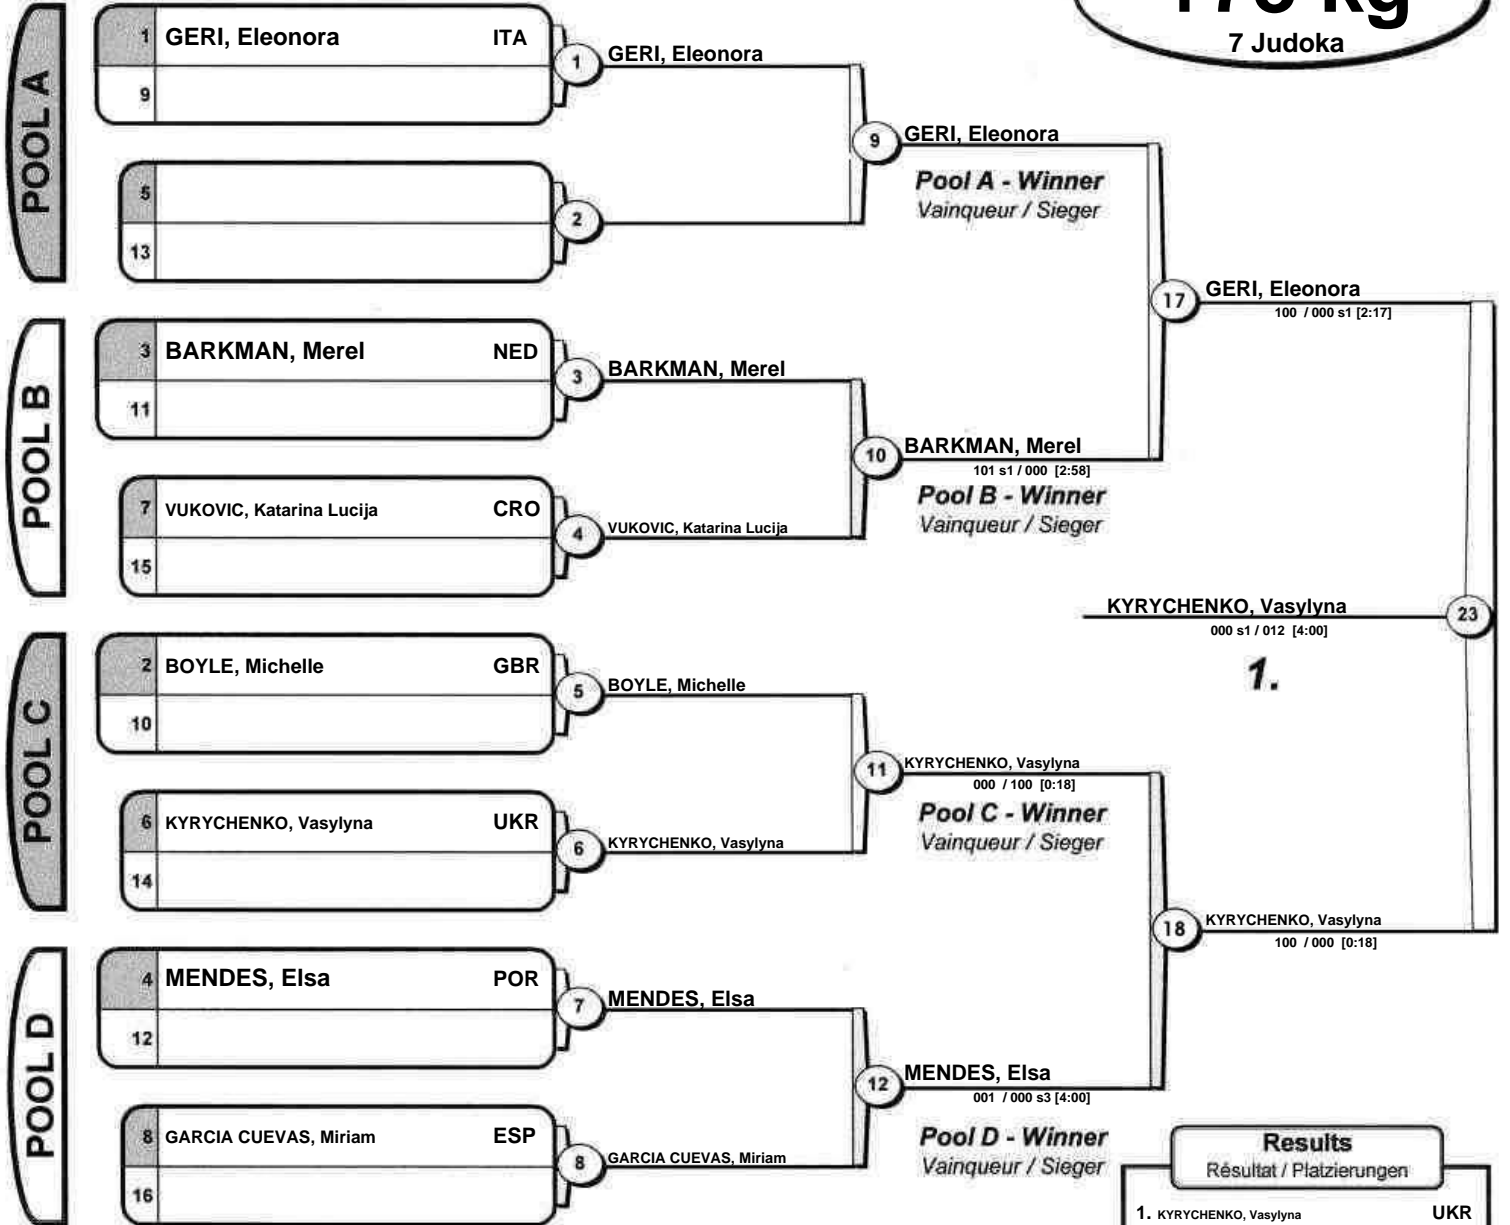 +78 kg
7 Judoka
POOL A
1 GERI, Eleonora ITA
9
1 GERI, Eleonora
5
13
2
9 GERI, Eleonora
Pool A - Winner
Vainqueur / Sieger
POOL B
3 BARKMAN, Merel NED
11
3 BARKMAN, Merel
7 VUKOVIC, Katarina Lucija CRO
15
4 VUKOVIC, Katarina Lucija
10 BARKMAN, Merel
101 s1 / 000 [2:58]
Pool B - Winner
Vainqueur / Sieger
17 GERI, Eleonora
100 / 000 s1 [2:17]
KYRYCHENKO, Vasylyna 23
000 s1 / 012 [4:00]
1.
POOL C
2 BOYLE, Michelle GBR
10
5 BOYLE, Michelle
6 KYRYCHENKO, Vasylyna UKR
14
6 KYRYCHENKO, Vasylyna
11 KYRYCHENKO, Vasylyna
000 / 100 [0:18]
Pool C - Winner
Vainqueur / Sieger
18 KYRYCHENKO, Vasylyna
100 / 000 [0:18]
POOL D
4 MENDES, Elsa POR
12
7 MENDES, Elsa
8 GARCIA CUEVAS, Miriam ESP
16
8 GARCIA CUEVAS, Miriam
12 MENDES, Elsa
001 / 000 s3 [4:00]
Pool D - Winner
Vainqueur / Sieger
Results
Résultat / Platzierungen
1. KYRYCHENKO, Vasylyna UKR